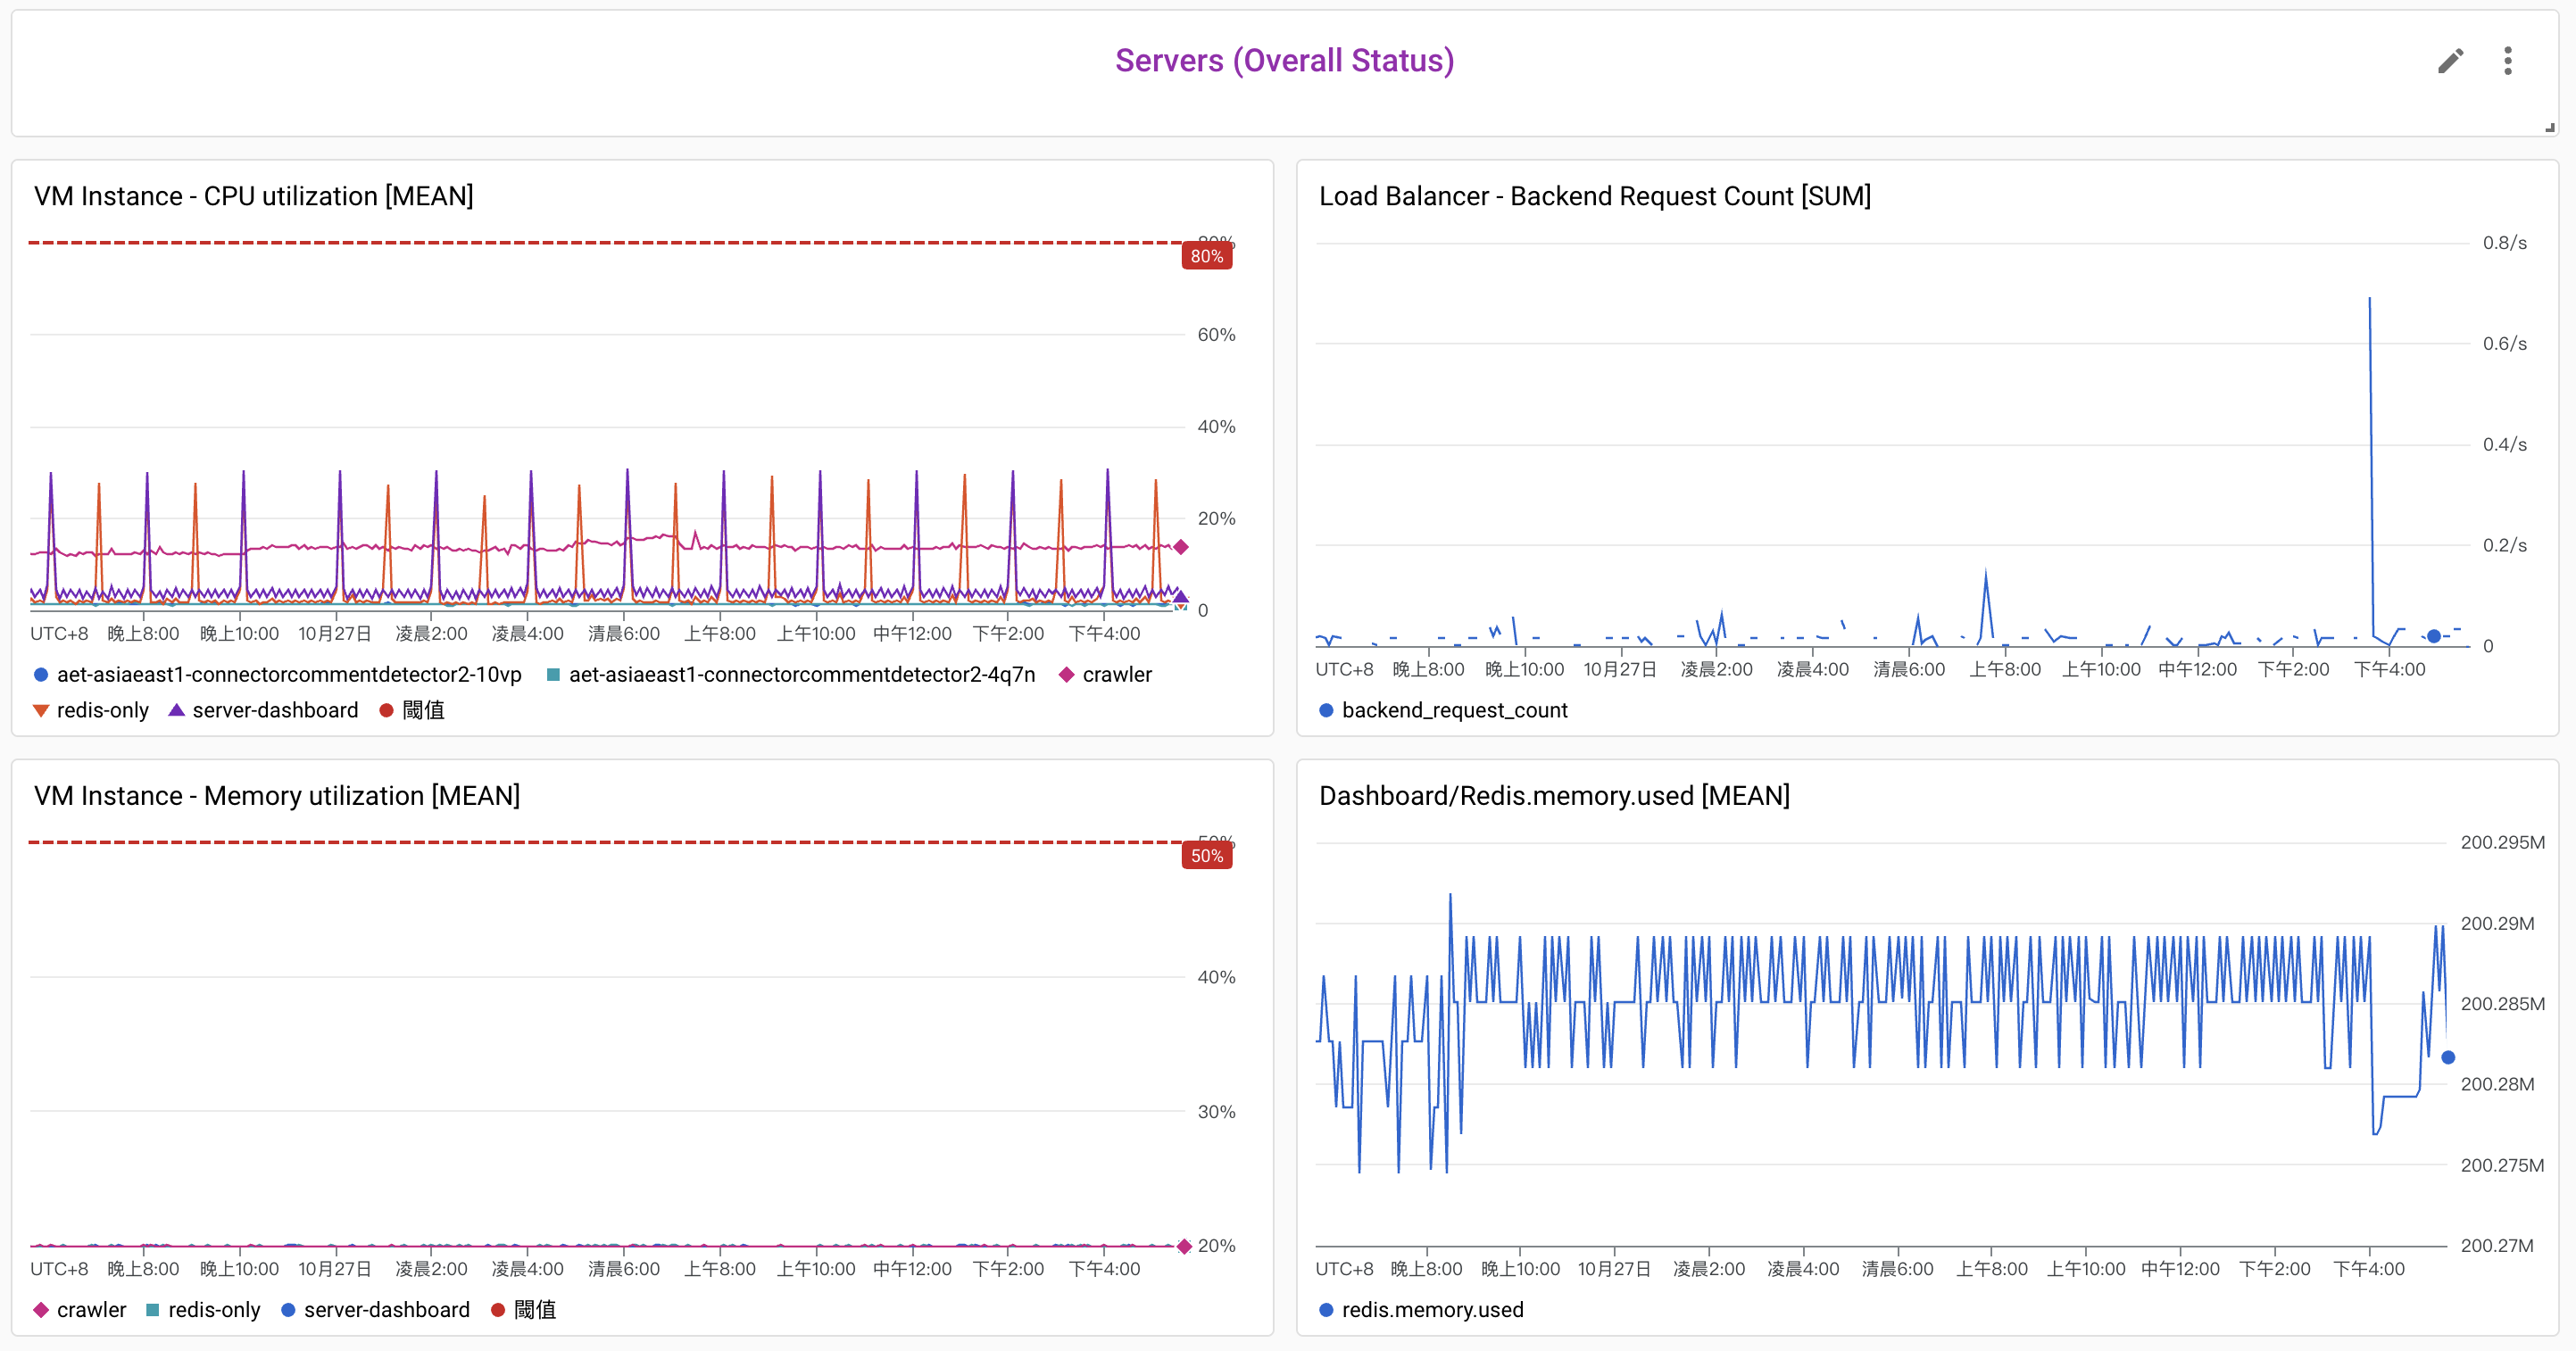 Servers (Overall Status)
VM Instance - CPU utilization [MEAN]
80%
80%
60%
40%
20%
0
UTC+8 晚上8:00 晚上10:00 10月27日 凌晨2:00 凌晨4:00 清晨6:00 上午8:00 上午10:00 中午12:00 下午2:00 下午4:00
aet-asiaeast1-connectorcommentdetector2-10vp aet-asiaeast1-connectorcommentdetector2-4q7n crawler
redis-only server-dashboard 閾值
Load Balancer - Backend Request Count [SUM]
0.8/s
0.6/s
0.4/s
0.2/s
0
UTC+8 晚上8:00 晚上10:00 10月27日 凌晨2:00 凌晨4:00 清晨6:00 上午8:00 上午10:00 中午12:00 下午2:00 下午4:00
backend_request_count
VM Instance - Memory utilization [MEAN]
50%
50%
40%
30%
20%
UTC+8 晚上8:00 晚上10:00 10月27日 凌晨2:00 凌晨4:00 清晨6:00 上午8:00 上午10:00 中午12:00 下午2:00 下午4:00
crawler redis-only server-dashboard 閾值
Dashboard/Redis.memory.used [MEAN]
200.295M
200.29M
200.285M
200.28M
200.275M
200.27M
UTC+8 晚上8:00 晚上10:00 10月27日 凌晨2:00 凌晨4:00 清晨6:00 上午8:00 上午10:00 中午12:00 下午2:00 下午4:00
redis.memory.used